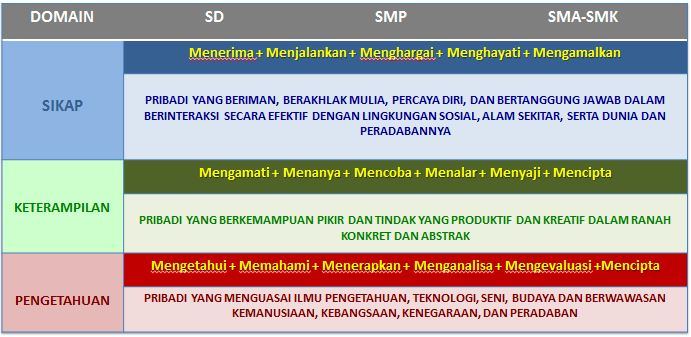 DOMAIN SD SMP SMA-SMK
Menerima + Menjalankan + Menghargai + Menghayati + Mengamalkan
SIKAP
PRIBADI YANG BERIMAN, BERAKHLAK MULIA, PERCAYA DIRI, DAN BERTANGGUNG JAWAB DALAM
BERINTERAKSI SECARA EFEKTIF DENGAN LINGKUNGAN SOSIAL, ALAM SEKITAR, SERTA DUNIA DAN
PERADABANNYA
Mengamati + Menanya + Mencoba + Menalar + Menyaji + Mencipta
KETERAMPILAN
PRIBADI YANG BERKEMAMPUAN PIKIR DAN TINDAK YANG PRODUKTIF DAN KREATIF DALAM RANAH
KONKRET DAN ABSTRAK
Mengetahui + Memahami + Menerapkan + Menganalisa + Mengevaluasi +Mencipta
PENGETAHUAN
PRIBADI YANG MENGUASAI ILMU PENGETAHUAN, TEKNOLOGI, SENI, BUDAYA DAN BERWAWASAN
KEMANUSIAAN, KEBANGSAAN, KENEGARAAN, DAN PERADABAN